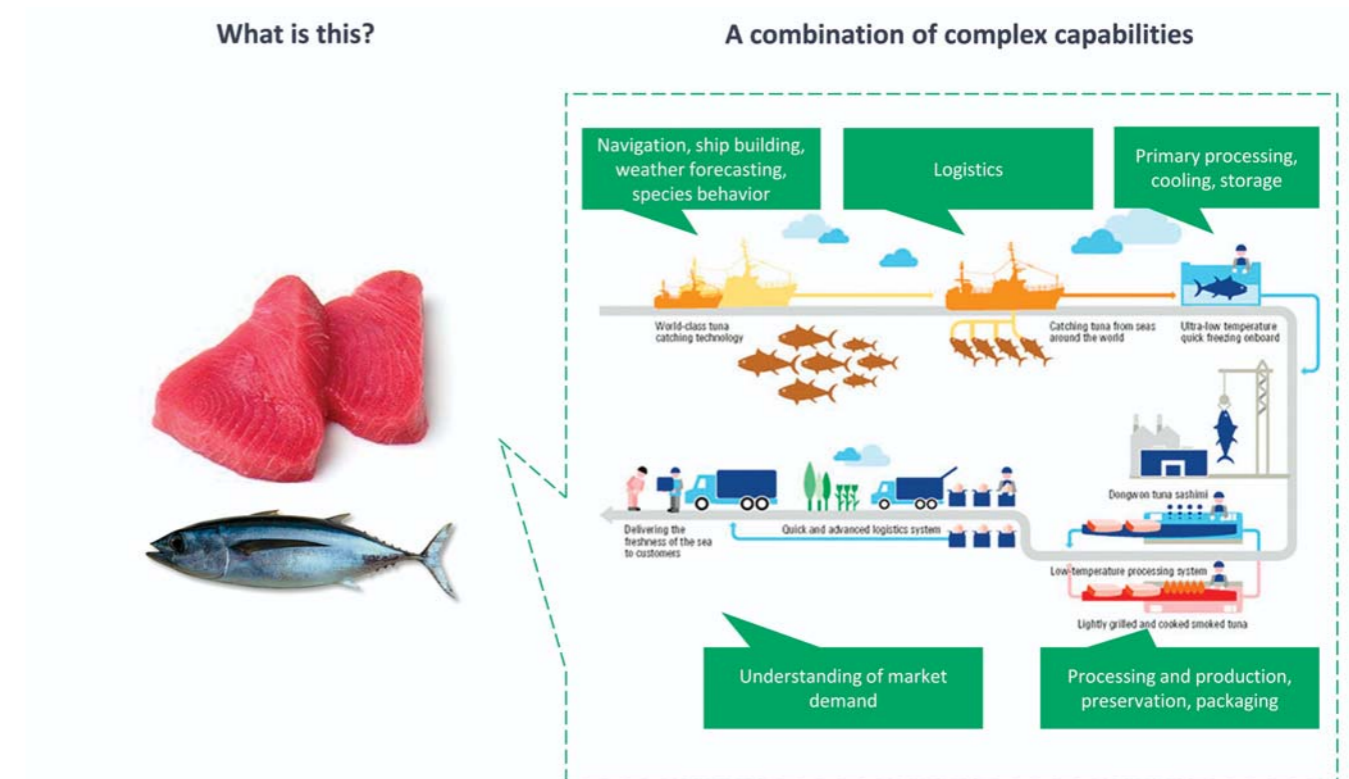 What is this?
A combination of complex capabilities
Navigation, ship building,
weather forecasting,
species behavior
Logistics
Primary processing,
cooling, storage
World-class tuna
catching technology
Catching tuna from seas
around the world
Ultra-low temperature
quick freezing onboard
Dongwon tuna sashimi
Delivering the
freshness of the sea
to customers
Quick and advanced logistics system
Low-temperature processing system
Lightly grilled and cooked smoked tuna
Understanding of market
demand
Processing and production,
preservation, packaging